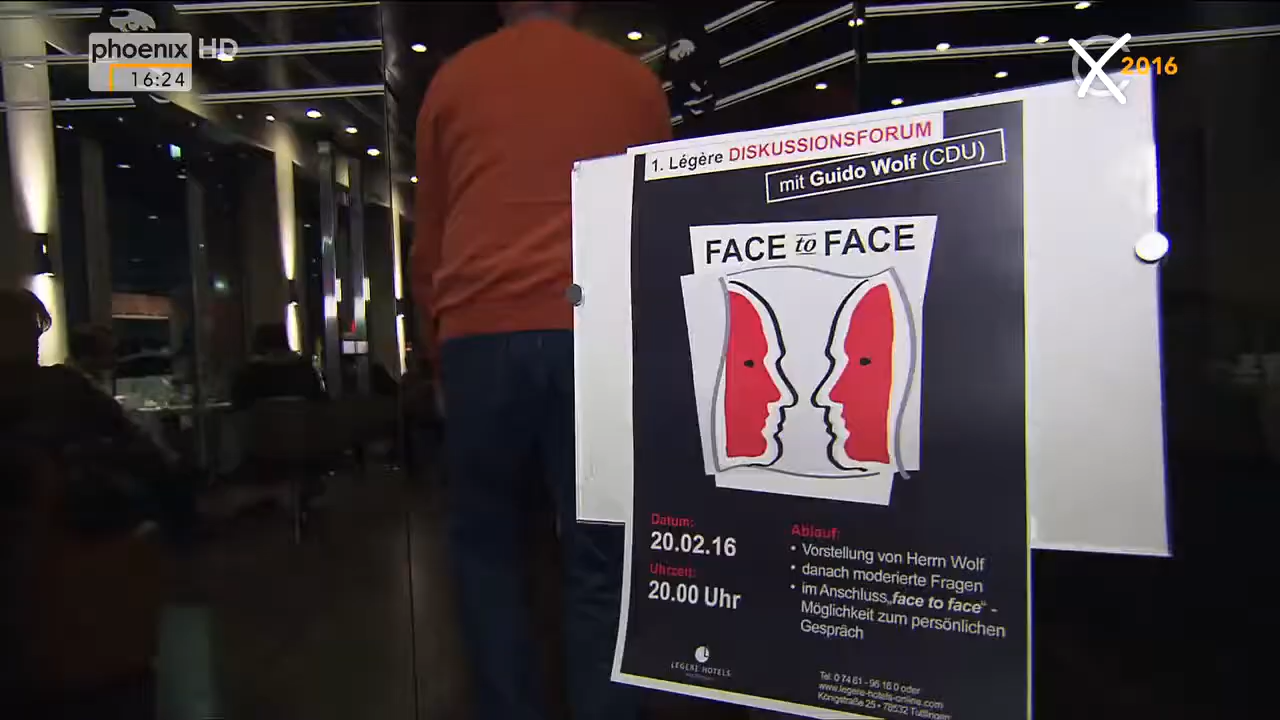 phoenix HD
16:24
2016
1. Légère DISKUSSIONSFORUM
mit Guido Wolf (CDU)
FACE to FACE
Datum:
20.02.16
Uhrzeit:
20.00 Uhr
Ablauf:
• Vorstellung von Herrn Wolf
• danach moderierte Fragen
• im Anschluss „face to face“ -
Möglichkeit zum persönlichen
Gespräch
LEGERE HOTELS
Tel. 0 74 61 - 96 16 0 oder
www.legere-hotels-online.com
Königstraße 25 • 78532 Tuttlingen